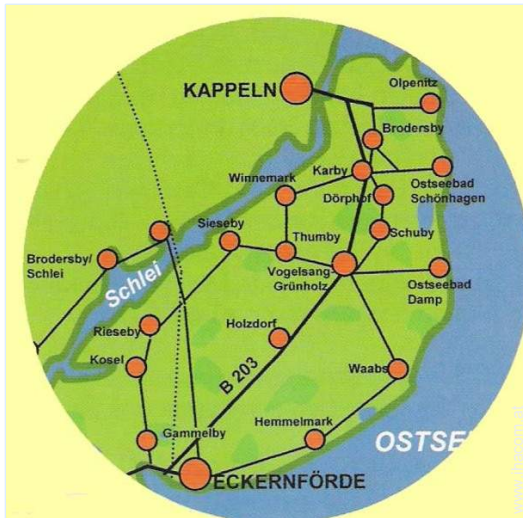 KAPPELN
Olpenitz
Brodersby
Karby
Winnemark
Dörphof
Ostseebad
Schönhagen
Sieseby
Thumby
Schuby
Brodersby/
Schlei
Schlei
Vogelsang-
Grünholz
Ostseebad
Damp
Rieseby
Holzdorf
Kosel
B 203
Waabs
Gammelby
Hemmelmark
OSTSE
ECKERNFÖRDE